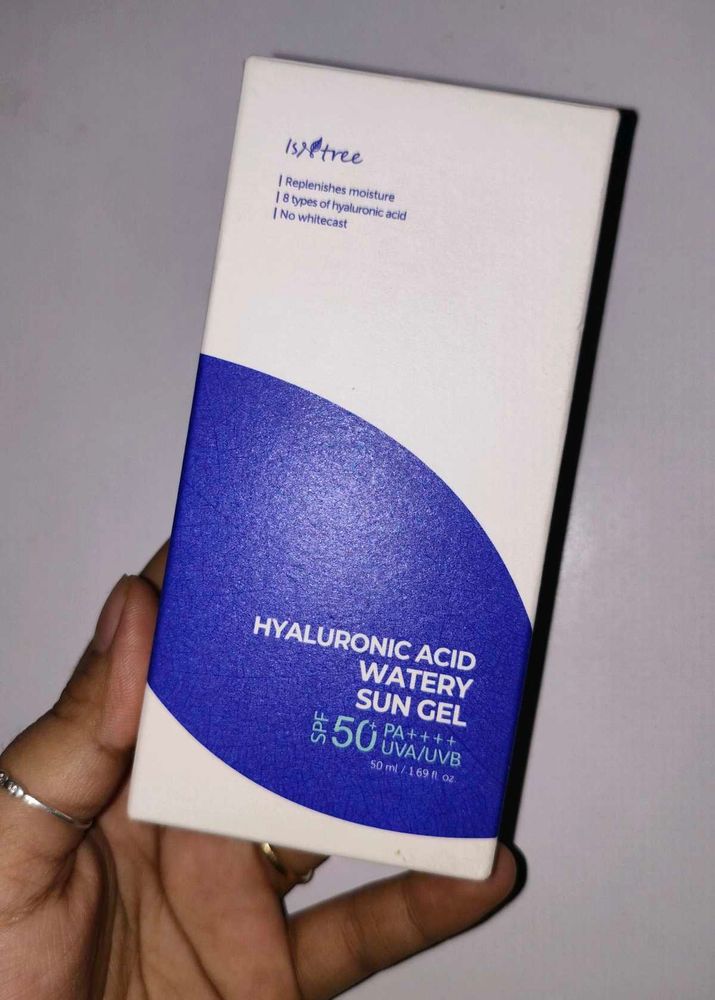 Isntree
Replenishes moisture
8 types of hyaluronic acid
No whitecast
HYALURONIC ACID
WATERY
SUN GEL
SPF 50+ PA++++
UVA/UVB
50 ml / 1.69 fl. oz.